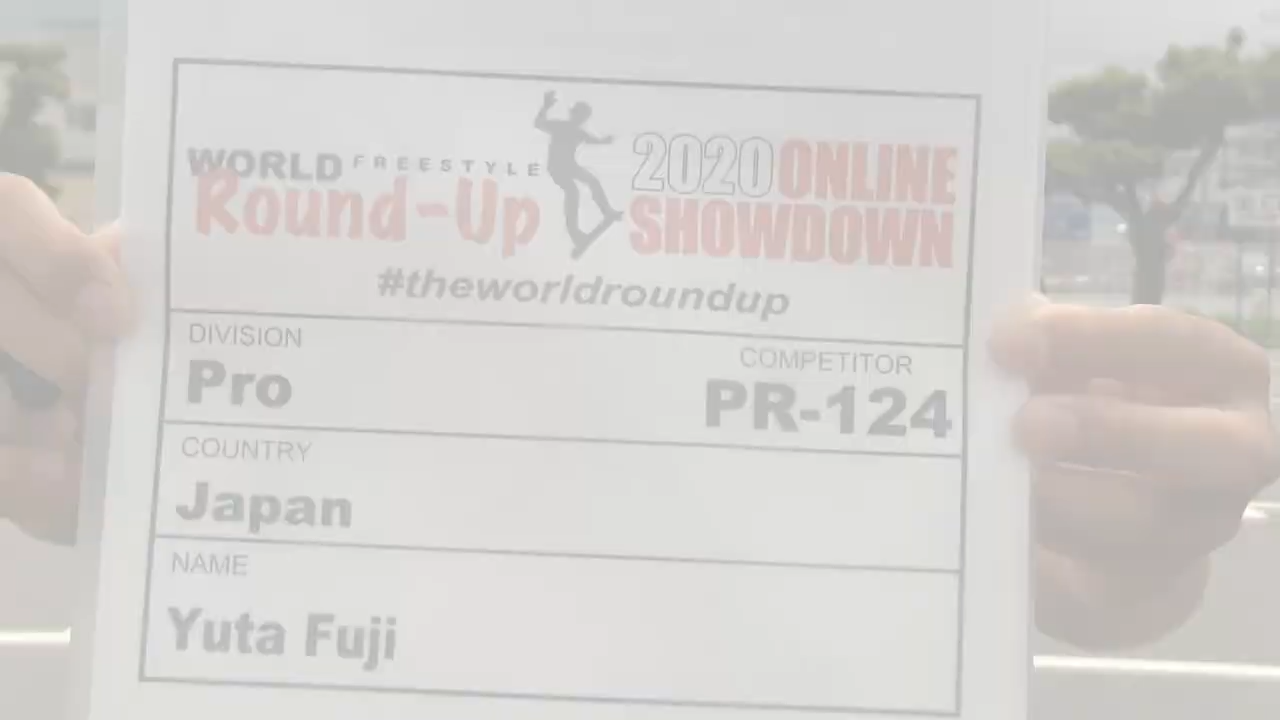 WORLD FREESTYLE
Round-Up
2020 ONLINE
SHOWDOWN
#theworldroundup
DIVISION
Pro
COMPETITOR
PR-124
COUNTRY
Japan
NAME
Yuta Fuji